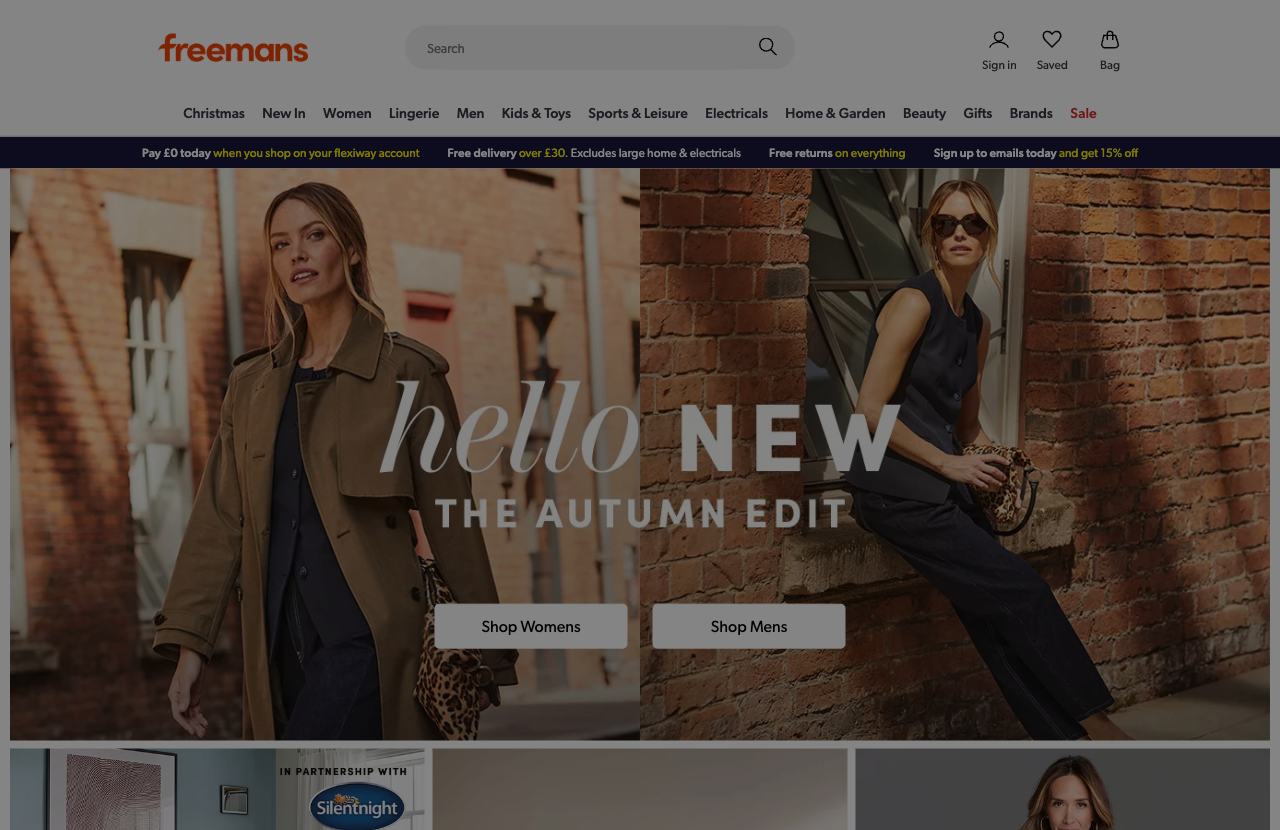 freemans
Search
Sign in
Saved
Bag
Christmas New In Women Lingerie Men Kids & Toys Sports & Leisure Electricals Home & Garden Beauty Gifts Brands Sale
Pay £0 today when you shop on your flexiway account Free delivery over £30. Excludes large home & electricals Free returns on everything Sign up to emails today and get 15% off
hello NEW
THE AUTUMN EDIT
Shop Womens
Shop Mens
IN PARTNERSHIP WITH
Silentnight